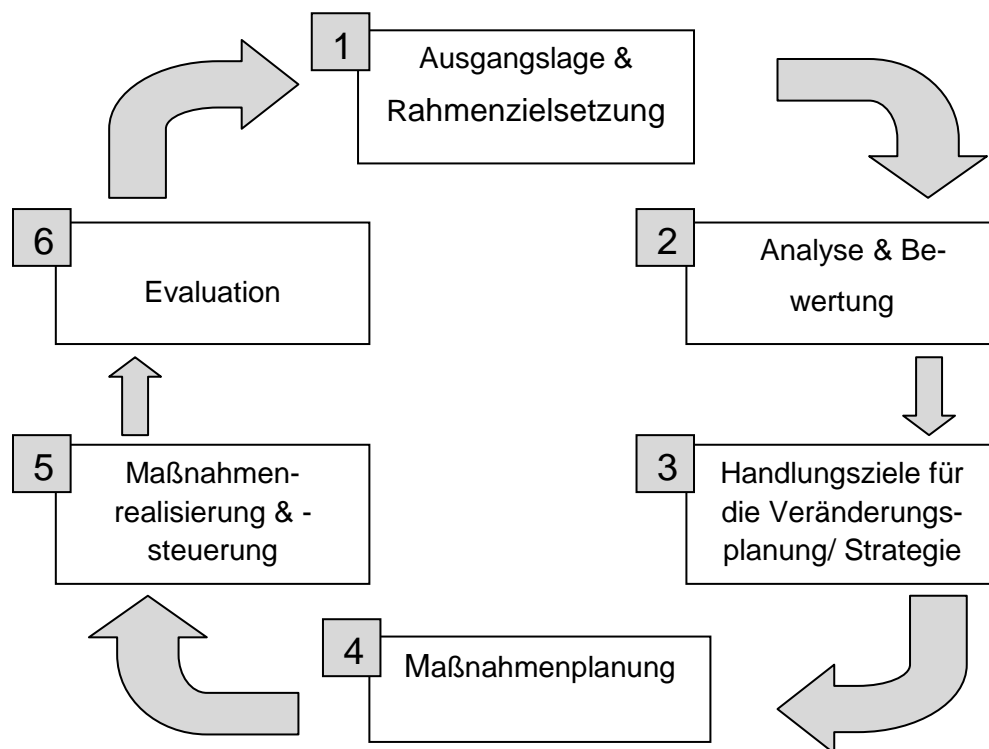 1
Ausgangslage &
Rahmenzielsetzung
2
Analyse & Be-
wertung
3
Handlungsziele für
die Veränderungs-
planung/ Strategie
4
Maßnahmenplanung
5
Maßnahmen-
realisierung & -
steuerung
6
Evaluation